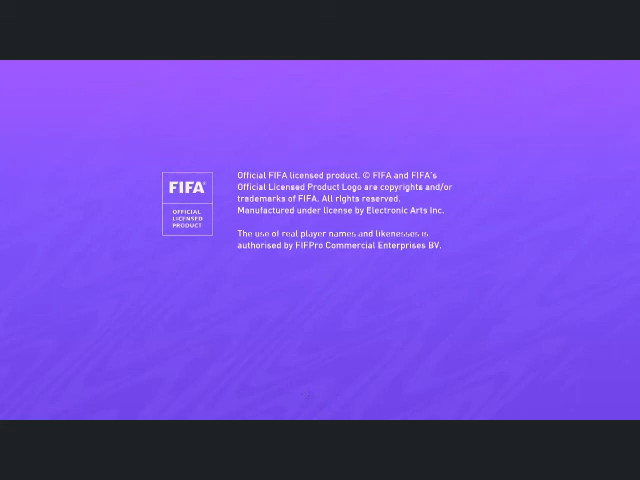 FIFA®
OFFICIAL
LICENSED
PRODUCT
Official FIFA licensed product. © FIFA and FIFA's
Official Licensed Product Logo are copyrights and/or
trademarks of FIFA. All rights reserved.
Manufactured under license by Electronic Arts Inc.
The use of real player names and likenesses is
authorised by FIFPro Commercial Enterprises BV.